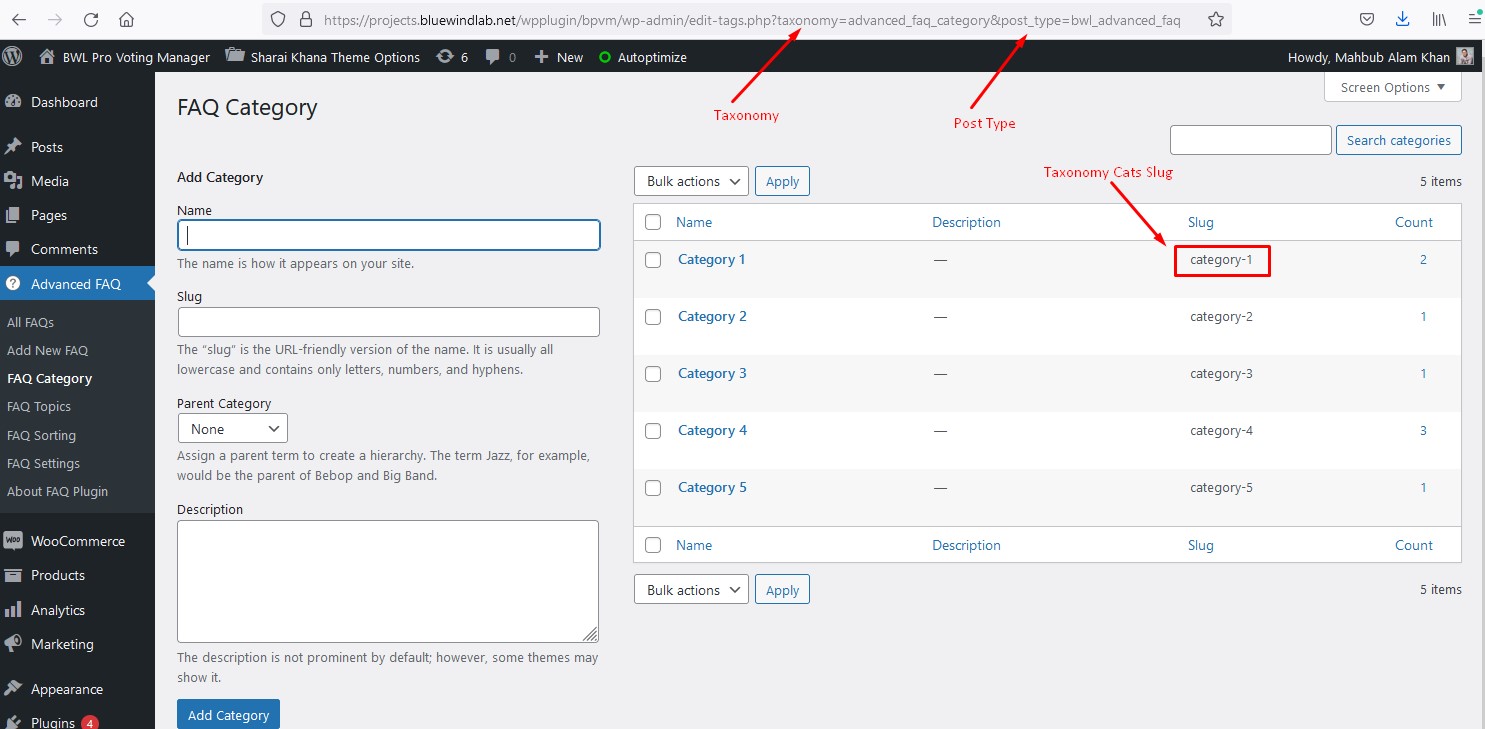 https://projects.bluewindlab.net/wpplugin/bpvm/wp-admin/edit-tags.php?taxonomy=advanced_faq_category&post_type=bwl_advanced_faq
BWL Pro Voting Manager
Sharai Khana Theme Options
6
0
New
Autoptimize
Howdy, Mahbub Alam Khan
Dashboard
Posts
Media
Pages
Comments
Advanced FAQ
All FAQs
Add New FAQ
FAQ Category
FAQ Topics
FAQ Sorting
FAQ Settings
About FAQ Plugin
WooCommerce
Products
Analytics
Marketing
Appearance
Plugins 4
Screen Options
FAQ Category
Taxonomy
Post Type
Search categories
Add Category
Name
The name is how it appears on your site.
Slug
The “slug” is the URL-friendly version of the name. It is usually all
lowercase and contains only letters, numbers, and hyphens.
Parent Category
None
Assign a parent term to create a hierarchy. The term Jazz, for example,
would be the parent of Bebop and Big Band.
Description
The description is not prominent by default; however, some themes may
show it.
Add Category
Taxonomy Cats Slug
Bulk actions Apply 5 items
Name Description Slug Count
Category 1 — category-1 2
Category 2 — category-2 1
Category 3 — category-3 1
Category 4 — category-4 3
Category 5 — category-5 1
Name Description Slug Count
Bulk actions Apply 5 items